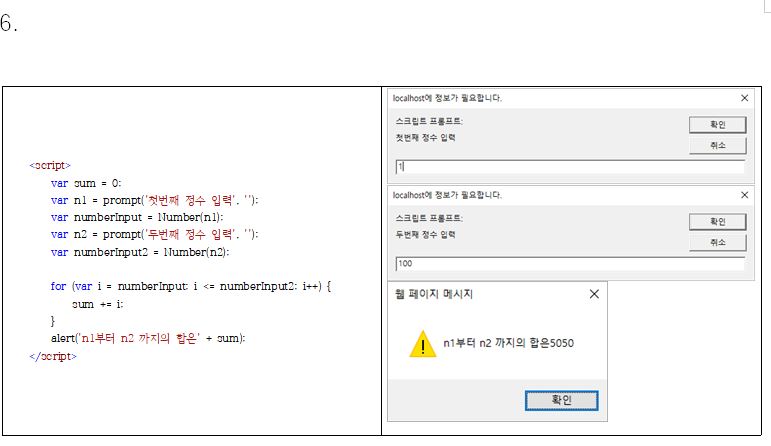 6.
<script>
var sum = 0;
var n1 = prompt('첫번째 정수 입력', '');
var numberInput = Number(n1);
var n2 = prompt('두번째 정수 입력', '');
var numberInput2 = Number(n2);
for (var i = numberInput; i <= numberInput2; i++) {
sum += i;
}
alert('n1부터 n2 까지의 합은' + sum);
</script>
localhost에 정보가 필요합니다.
스크립트 프롬프트:
확인
첫번째 정수 입력
취소
1
localhost에 정보가 필요합니다.
스크립트 프롬프트:
확인
두번째 정수 입력
취소
100
웹 페이지 메시지
n1부터 n2 까지의 합은5050
확인